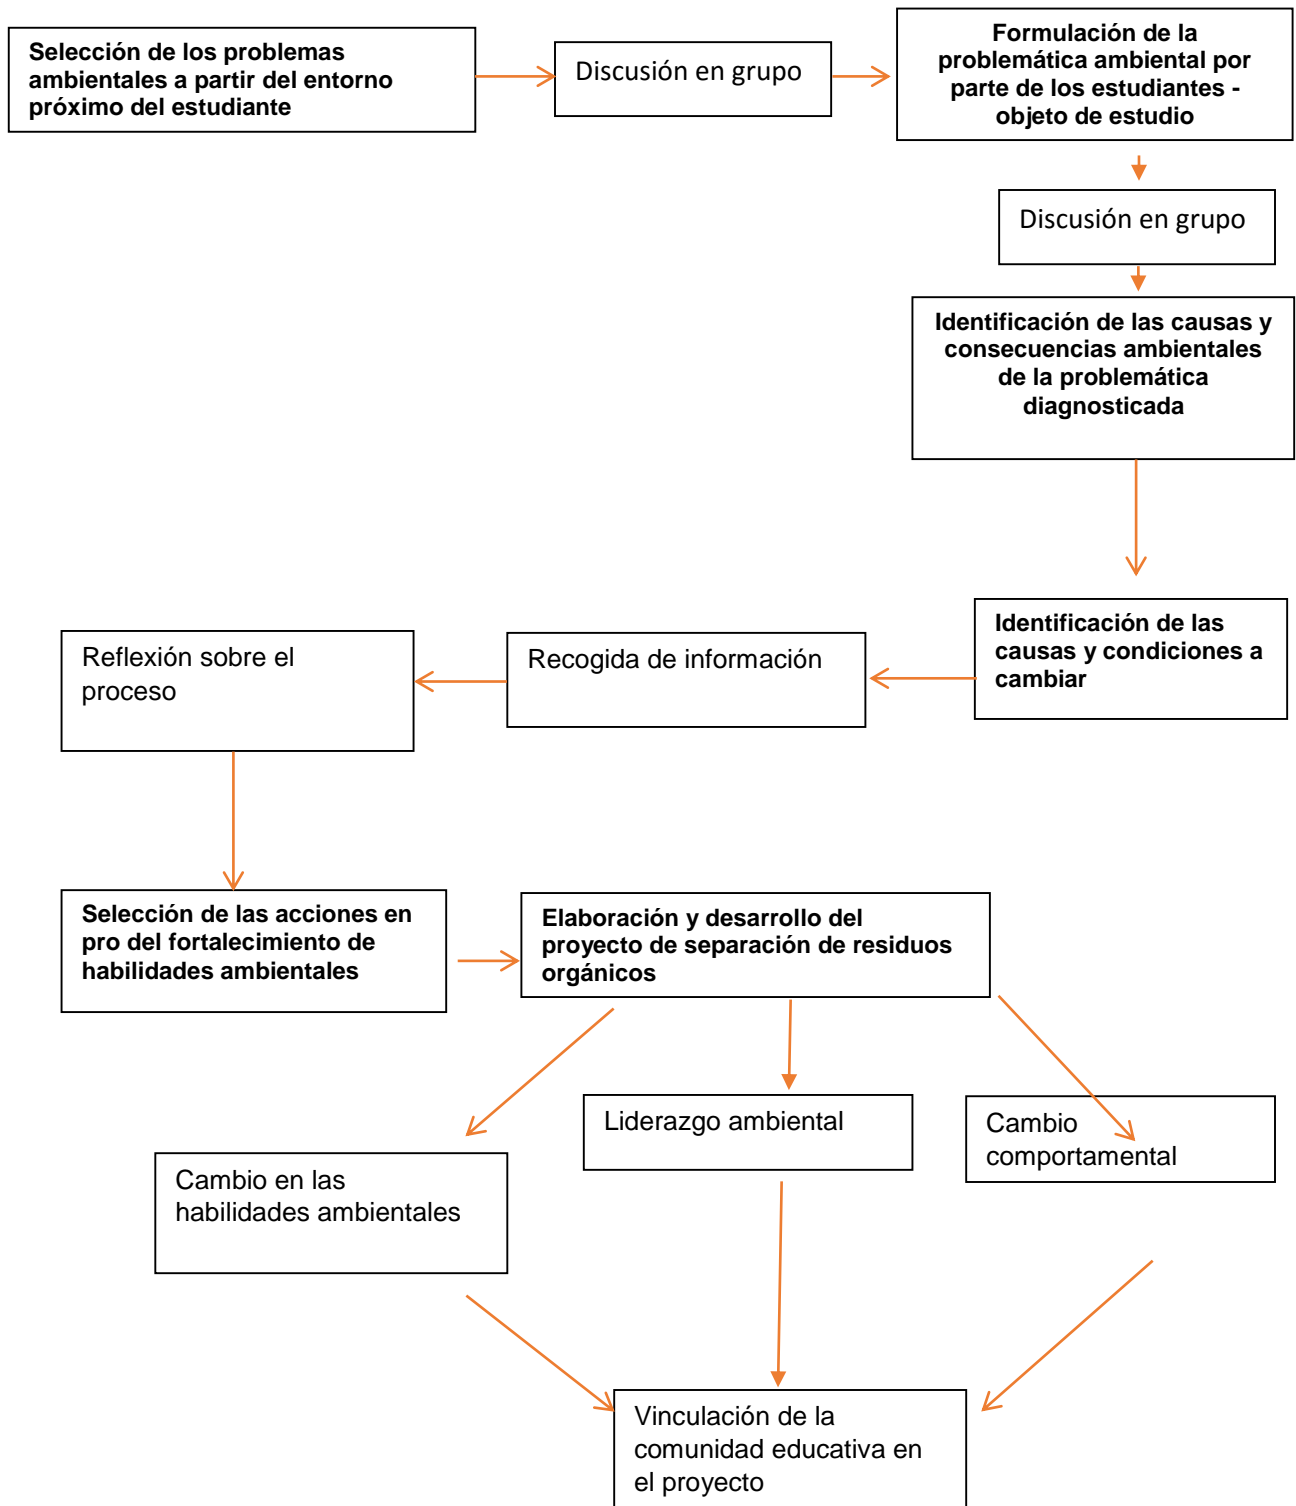 Selección de los problemas
ambientales a partir del entorno
próximo del estudiante
Discusión en grupo
Formulación de la
problemática ambiental por
parte de los estudiantes -
objeto de estudio
Discusión en grupo
Identificación de las causas y
consecuencias ambientales
de la problemática
diagnosticada
Identificación de las
causas y condiciones a
cambiar
Recogida de información
Reflexión sobre el
proceso
Selección de las acciones en
pro del fortalecimiento de
habilidades ambientales
Elaboración y desarrollo del
proyecto de separación de residuos
orgánicos
Cambio en las
habilidades ambientales
Liderazgo ambiental
Cambio
comportamental
Vinculación de la
comunidad educativa en
el proyecto